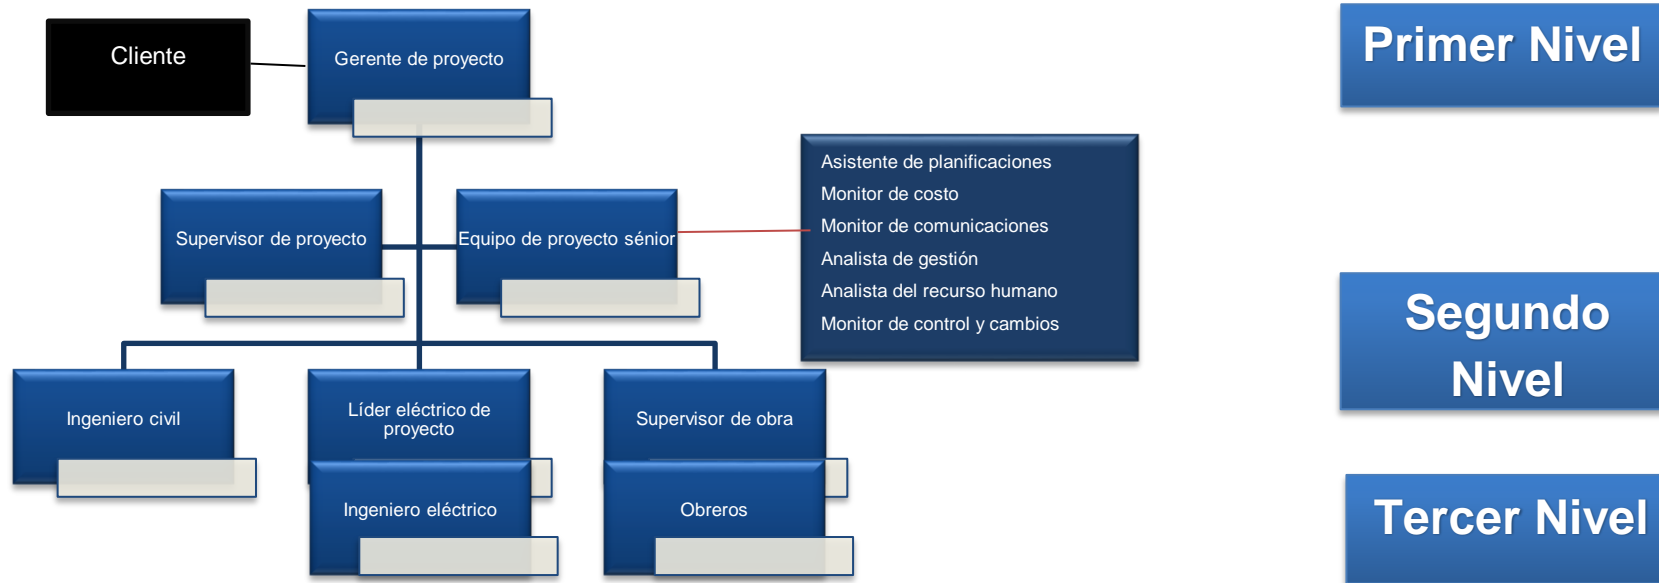 Cliente
Gerente de proyecto
Primer Nivel
Supervisor de proyecto
Equipo de proyecto sénior
Asistente de planificaciones
Monitor de costo
Monitor de comunicaciones
Analista de gestión
Analista del recurso humano
Monitor de control y cambios
Segundo
Nivel
Ingeniero civil
Líder eléctrico de
proyecto
Supervisor de obra
Ingeniero eléctrico
Obreros
Tercer Nivel